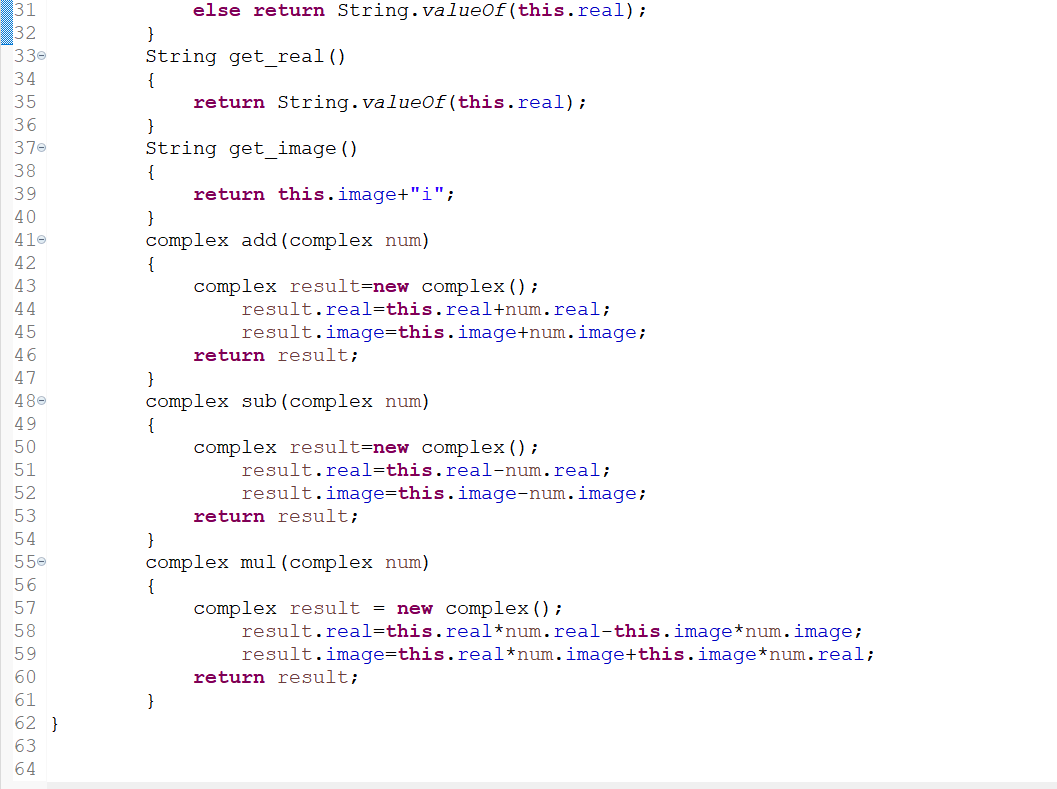 31 else return String.valueOf(this.real);
32 }
33 String get_real()
34 {
35 return String.valueOf(this.real);
36 }
37 String get_image()
38 {
39 return this.image+"i";
40 }
41 complex add(complex num)
42 {
43 complex result=new complex();
44 result.real=this.real+num.real;
45 result.image=this.image+num.image;
46 return result;
47 }
48 complex sub(complex num)
49 {
50 complex result=new complex();
51 result.real=this.real-num.real;
52 result.image=this.image-num.image;
53 return result;
54 }
55 complex mul(complex num)
56 {
57 complex result = new complex();
58 result.real=this.real*num.real-this.image*num.image;
59 result.image=this.real*num.image+this.image*num.real;
60 return result;
61 }
62 }
63
64